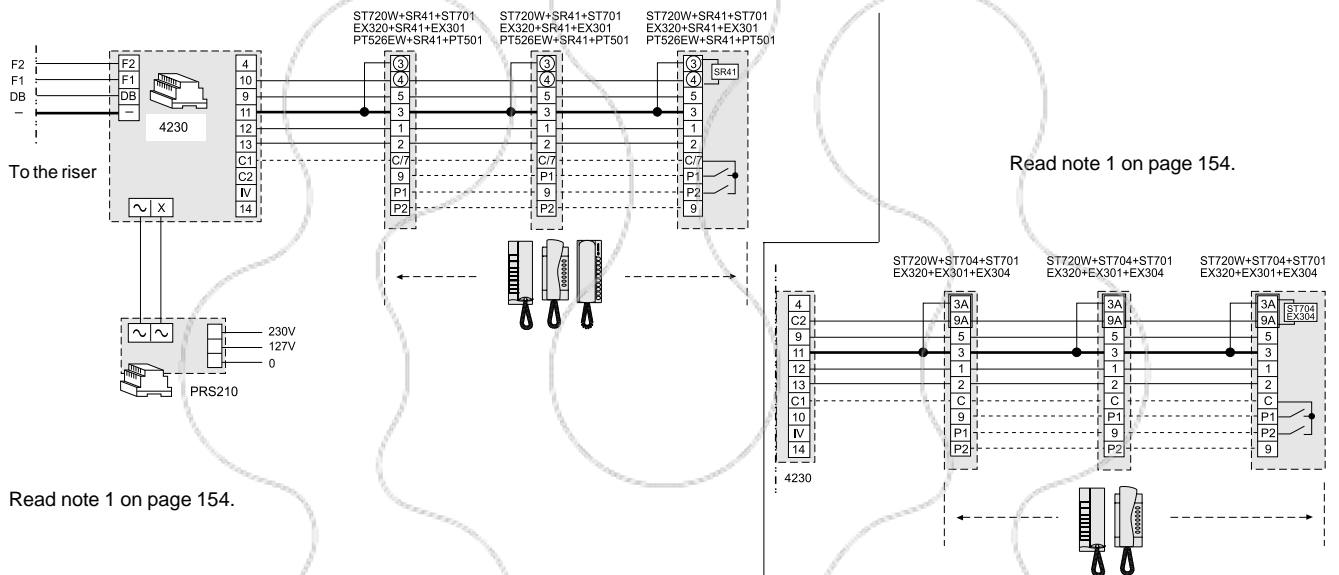 ST720W+SR41+ST701 ST720W+SR41+ST701 ST720W+SR41+ST701
EX320+SR41+EX301 EX320+SR41+EX301 EX320+SR41+EX301
PT526EW+SR41+PT501 PT526EW+SR41+PT501 PT526EW+SR41+PT501
F2 F2 4 3 3 3 SR41
F1 F1 10 4 4 4
DB DB 9 5 5 5
– – 11 3 3 3
4230 12 1 1 1
13 2 2 2
C1 C/7 C/7 C/7
C2 9 P1 P1
IV P1 9 P2
14 P2 P2 9
To the riser
~ X
~ ~
230V
127V
0
PRS210
Read note 1 on page 154.
Read note 1 on page 154.
ST720W+ST704+ST701 ST720W+ST704+ST701 ST720W+ST704+ST701
EX320+EX301+EX304 EX320+EX301+EX304 EX320+EX301+EX304
4 3A 3A 3A ST704
C2 9A 9A 9A EX304
9 5 5 5
11 3 3 3
12 1 1 1
13 2 2 2
C1 C C C
10 9 P1 P1
IV P1 9 P2
14 P2 P2 9
4230